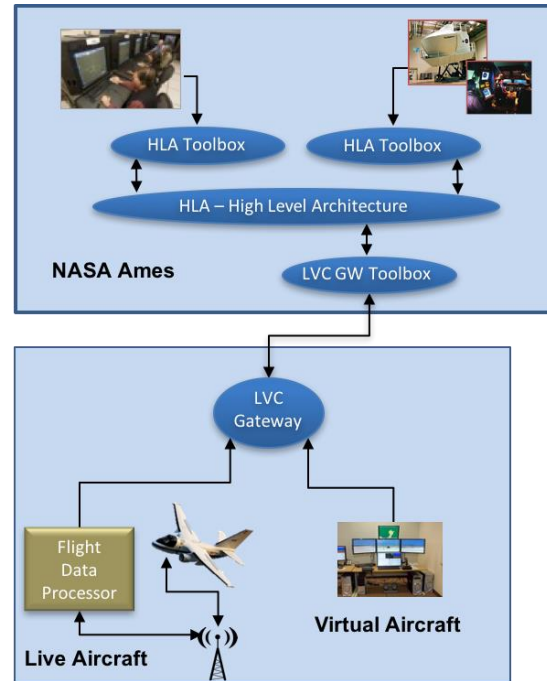 HLA Toolbox
HLA Toolbox
HLA – High Level Architecture
NASA Ames
LVC GW Toolbox
LVC
Gateway
Flight
Data
Processor
Live Aircraft
Virtual Aircraft